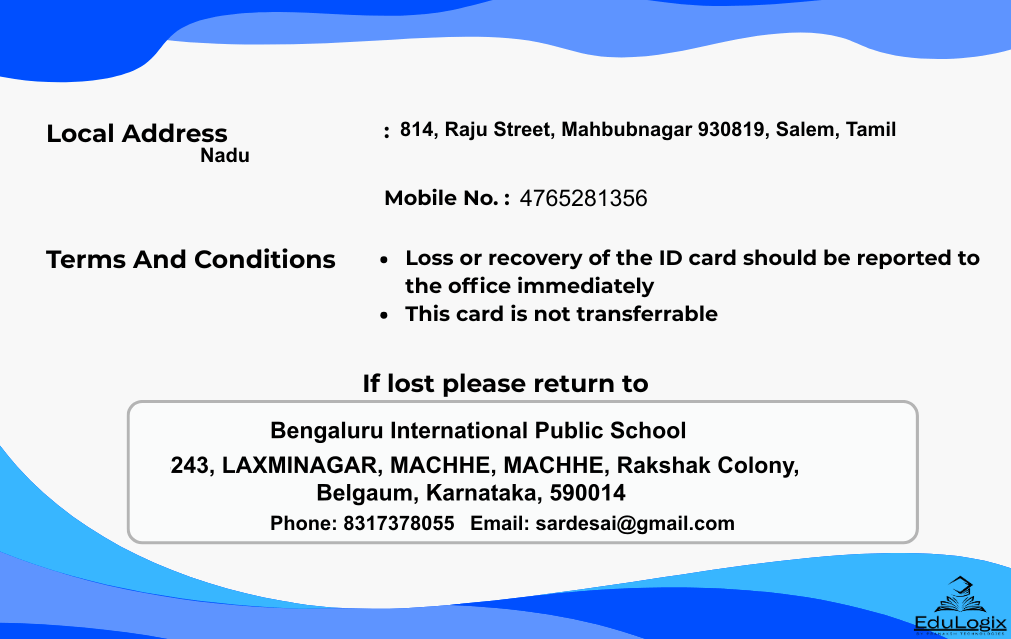 Local Address : 814, Raju Street, Mahbubnagar 930819, Salem, Tamil
Nadu
Mobile No. : 4765281356
Terms And Conditions • Loss or recovery of the ID card should be reported to
the office immediately
• This card is not transferrable
If lost please return to
Bengaluru International Public School
243, LAXMINAGAR, MACHHE, MACHHE, Rakshak Colony,
Belgaum, Karnataka, 590014
Phone: 8317378055 Email: sardesai@gmail.com
EduLogix